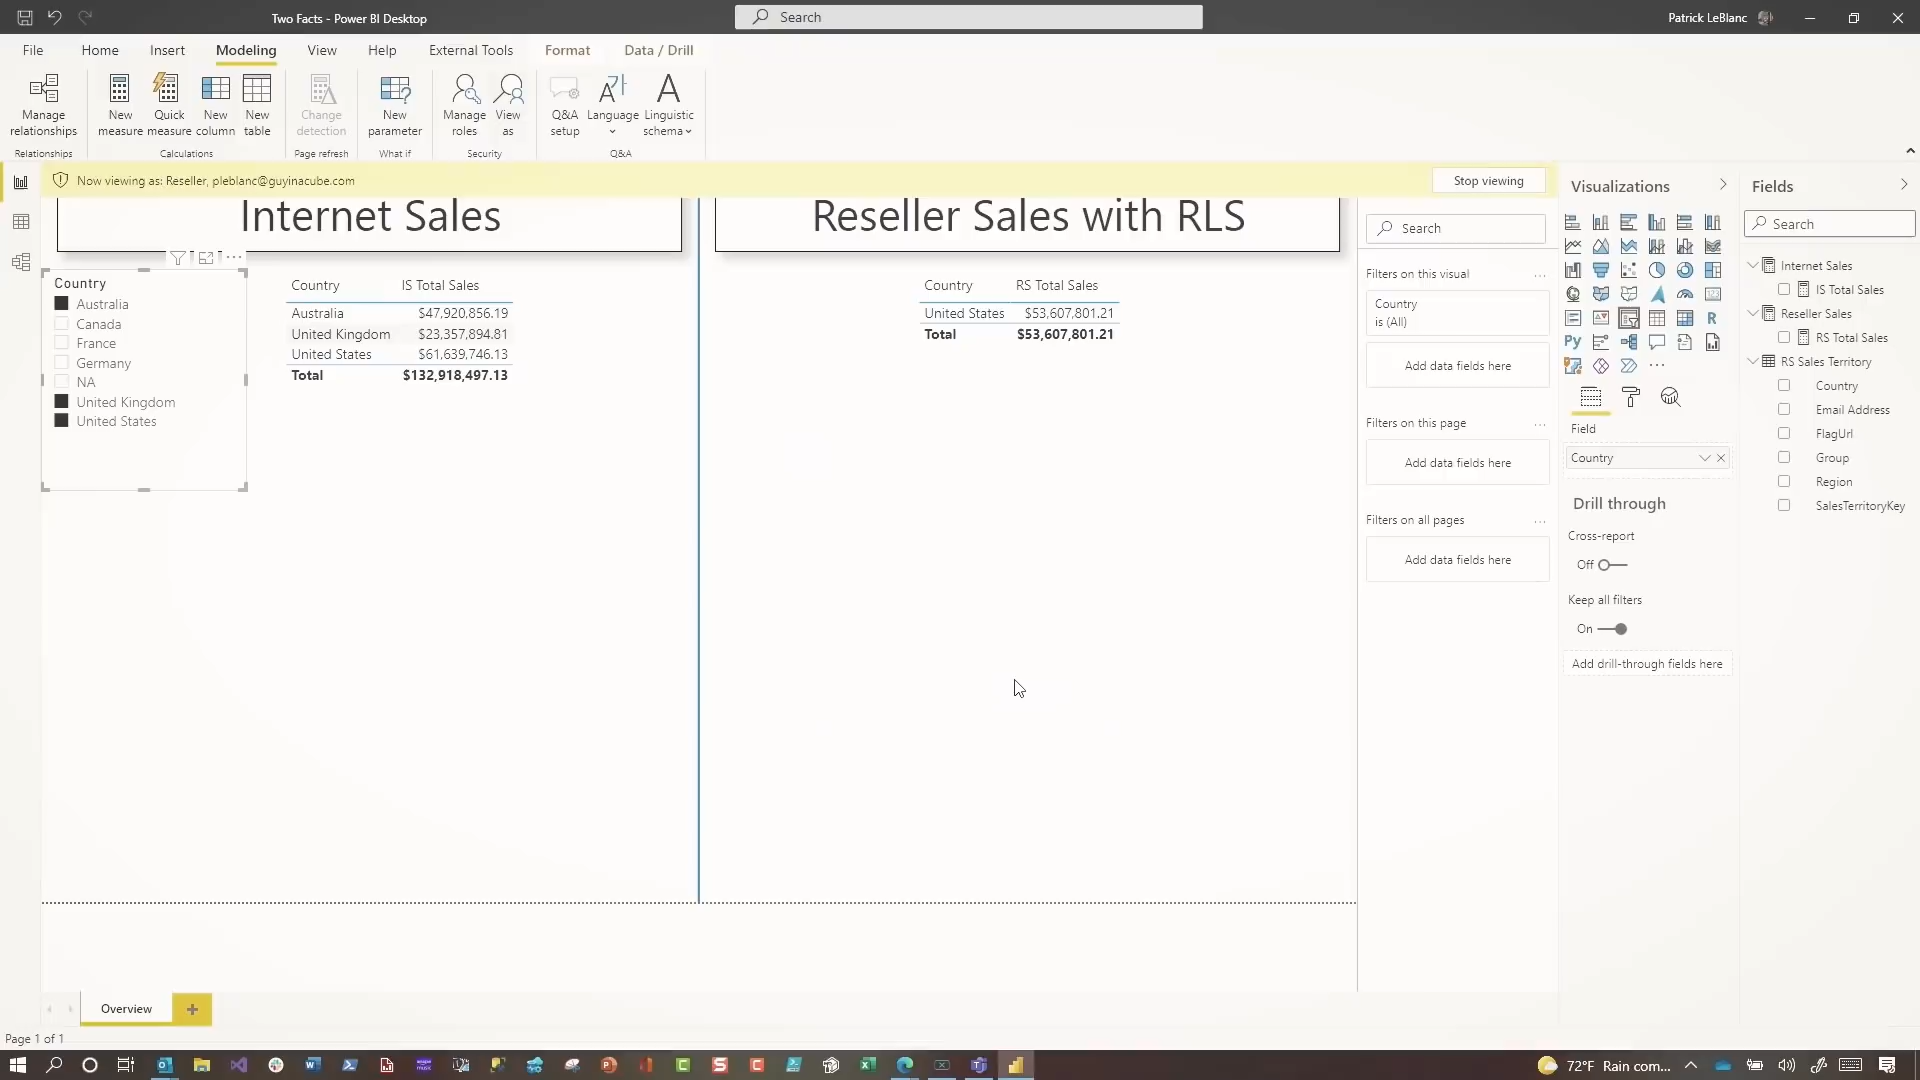 Two Facts - Power BI Desktop
Search
Patrick LeBlanc
File Home Insert Modeling View Help External Tools Format Data / Drill
Manage relationships
New measure
Quick measure
New column
New table
Change detection
New parameter
Manage roles
View as
Q&A setup
Language
Linguistic schema
Relationships
Calculations
Page refresh
What if
Security
Q&A
Now viewing as: Reseller, pleblanc@guyinacube.com
Stop viewing
Internet Sales
Country
Australia
Canada
France
Germany
NA
United Kingdom
United States
Country IS Total Sales
Australia $47,920,856.19
United Kingdom $23,357,894.81
United States $61,639,746.13
Total $132,918,497.13
Reseller Sales with RLS
Country RS Total Sales
United States $53,607,801.21
Total $53,607,801.21
Search
Filters on this visual
Country
is (All)
Add data fields here
Filters on this page
Add data fields here
Filters on all pages
Add data fields here
Visualizations
R
Py
Field
Country
Drill through
Cross-report
Off
Keep all filters
On
Add drill-through fields here
Fields
Search
Internet Sales
IS Total Sales
Reseller Sales
RS Total Sales
RS Sales Territory
Country
Email Address
FlagUrl
Group
Region
SalesTerritoryKey
Overview
Page 1 of 1
72°F Rain com...